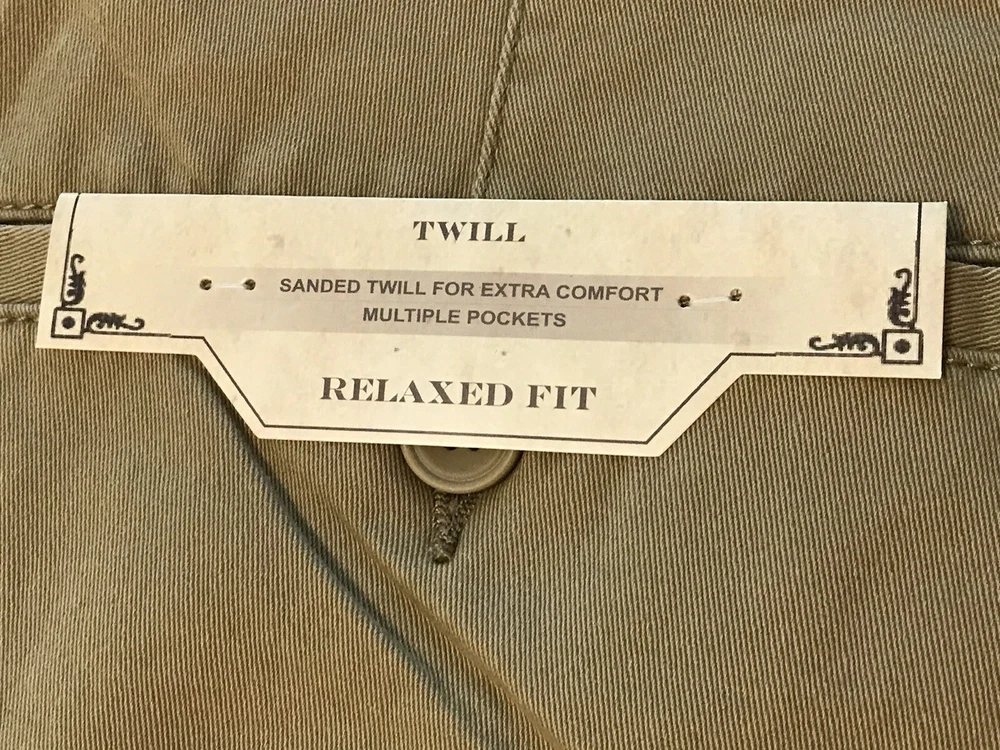 TWILL
SANDED TWILL FOR EXTRA COMFORT
MULTIPLE POCKETS
RELAXED FIT